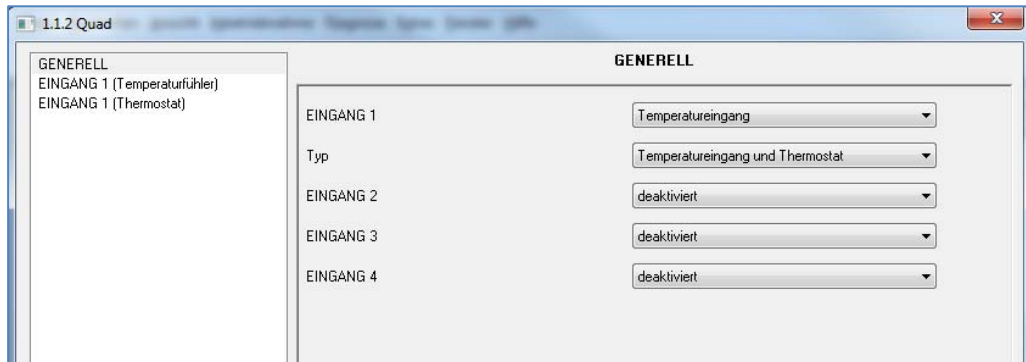 1.1.2 Quad
GENERELL
EINGANG 1 (Temperaturfühler)
EINGANG 1 (Thermostat)
GENERELL
EINGANG 1 Temperatureingang
Typ Temperatureingang und Thermostat
EINGANG 2 deaktiviert
EINGANG 3 deaktiviert
EINGANG 4 deaktiviert